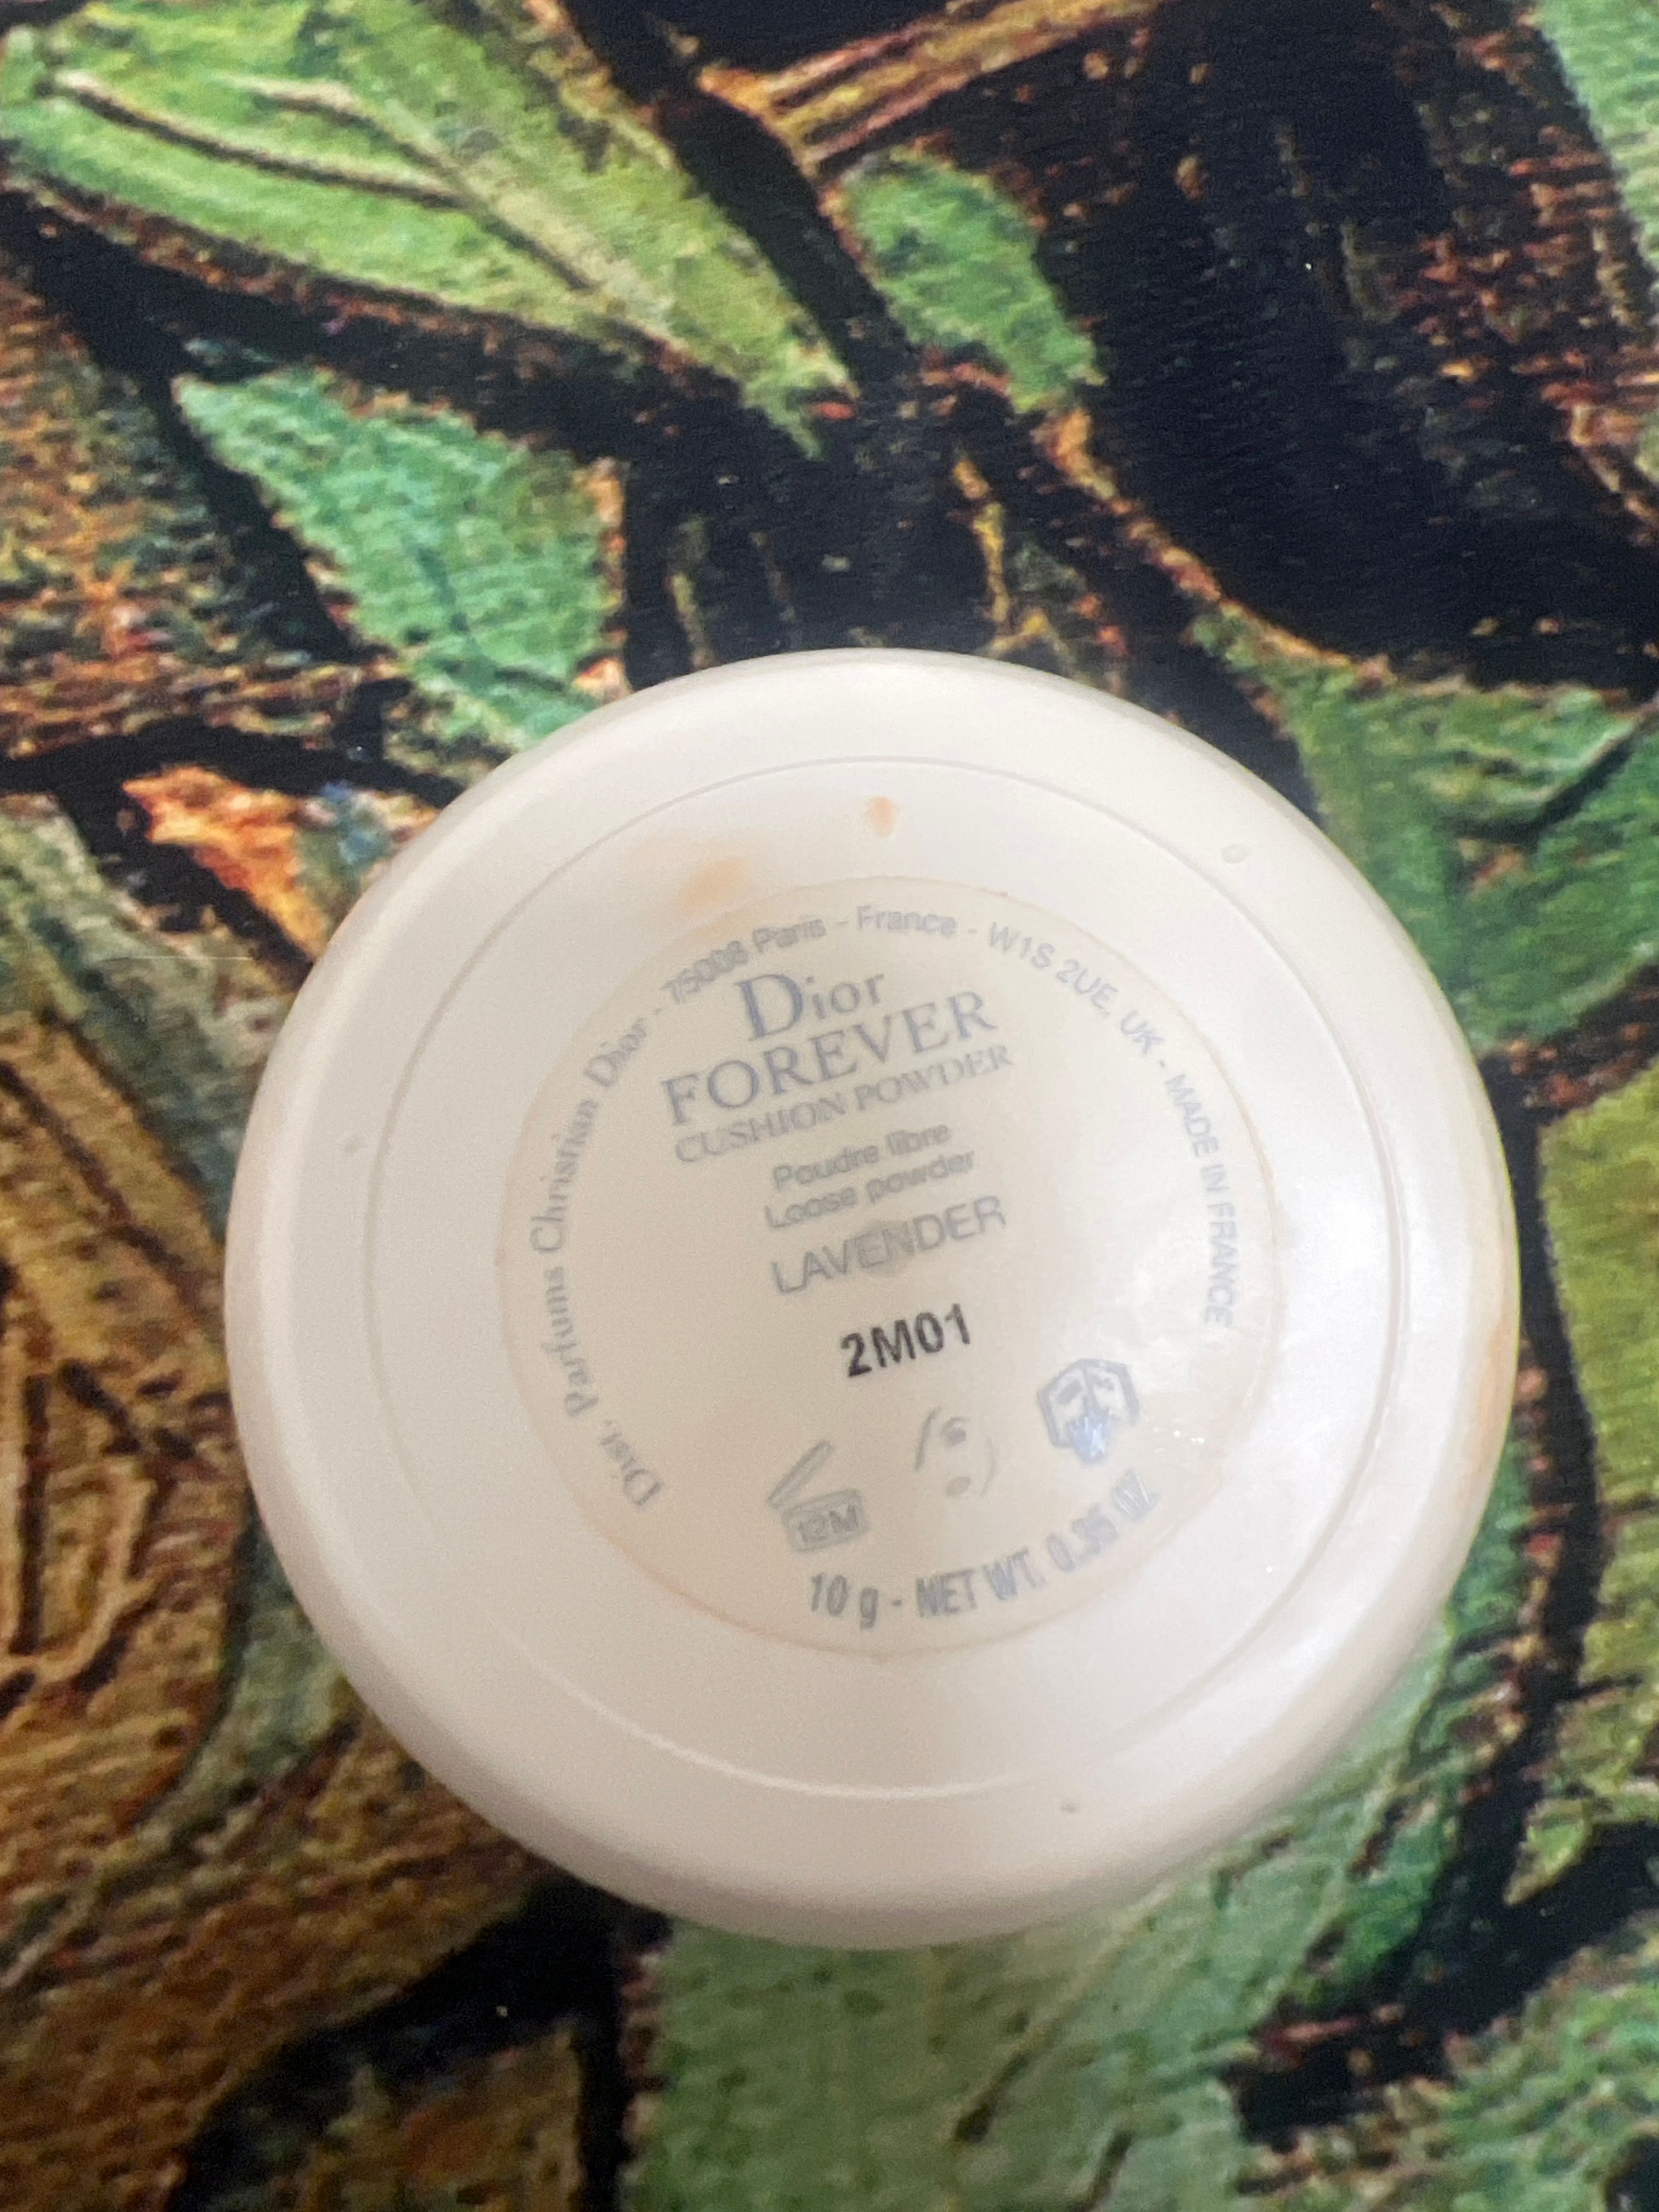 Dist. Parfums Christian Dior - 75008 Paris - France - W1S 2UE. UK - MADE IN FRANCE
Dior
FOREVER
CUSHION POWDER
Poudre libre
Loose powder
LAVENDER
2M01
12M
10 g - NET WT. 0.35 OZ